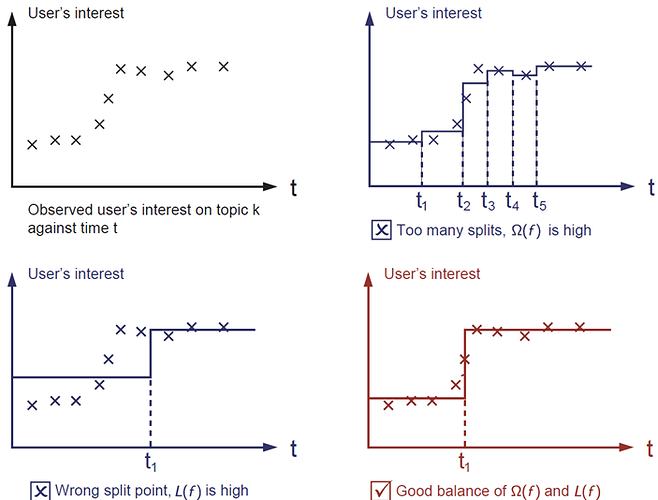 User's interest
t
Observed user's interest on topic k
against time t
User's interest
t₁ t₂ t₃ t₄ t₅ t
Too many splits, Ω(f) is high
User's interest
t₁ t
Wrong split point, L(f) is high
User's interest
t₁ t
Good balance of Ω(f) and L(f)